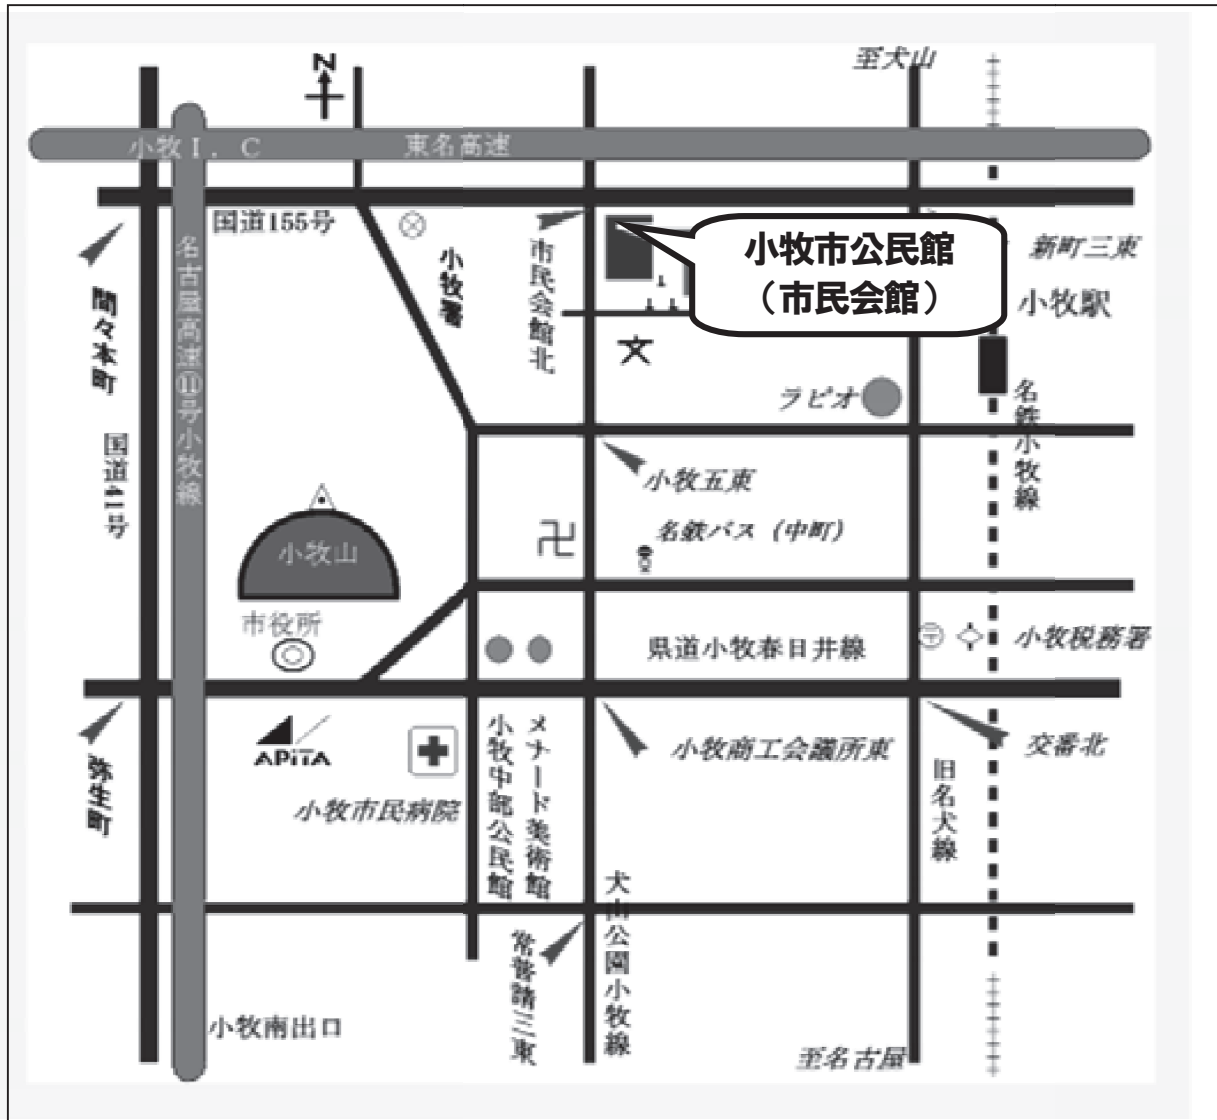 N
至犬山
小牧I．C
東名高速
国道155号
新町三東
小牧市公民館
（市民会館）
小牧駅
市民会館北
小牧署
間々本町
名古屋高速⑪号小牧線
国道41号
ラピオ
名鉄小牧線
小牧五東
名鉄バス（中町）
小牧山
市役所
県道小牧春日井線
小牧税務署
APiTA
小牧市民病院
小牧中部公民館
メナード美術館
小牧商工会議所東
交番北
弥生町
旧名犬線
犬山公園小牧線
常普請三東
小牧南出口
至名古屋